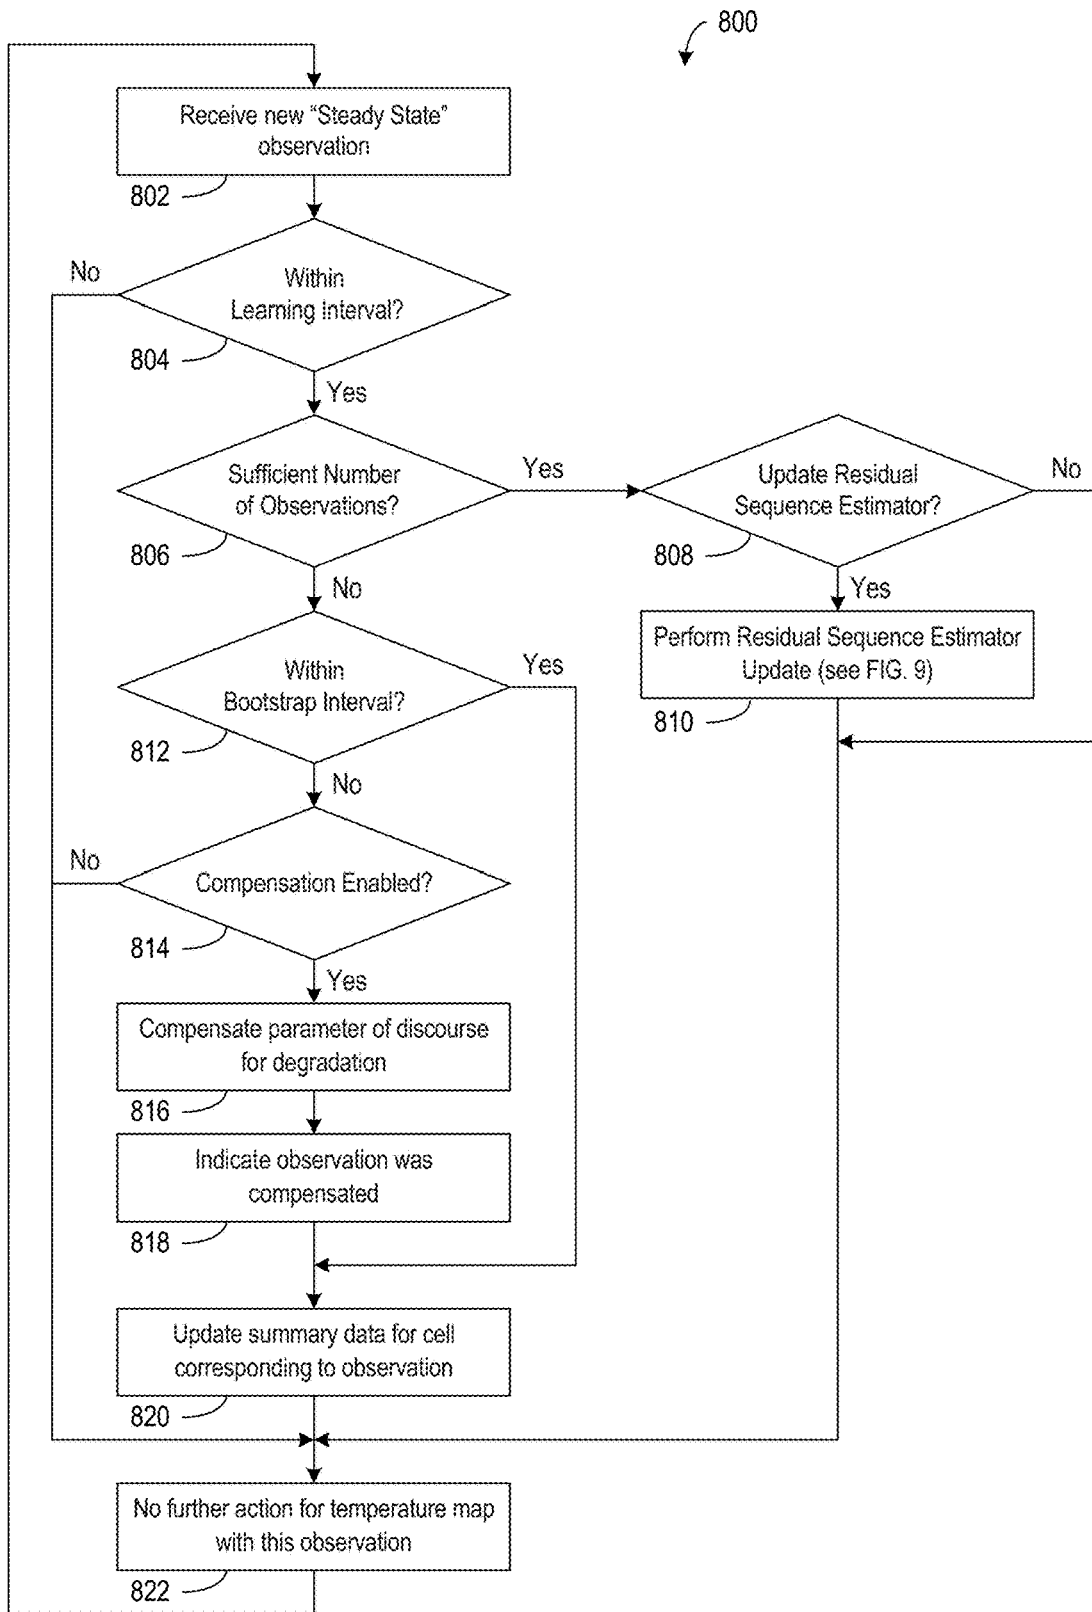 800
Receive new “Steady State”
observation
802
No
Within
Learning Interval?
804
Yes
Sufficient Number
of Observations?
Yes
806
Update Residual
Sequence Estimator?
No
808
No
Yes
Within
Bootstrap Interval?
Yes
812
Perform Residual Sequence Estimator
Update (see FIG. 9)
810
No
No
Compensation Enabled?
814
Yes
Compensate parameter of discourse
for degradation
816
Indicate observation was
compensated
818
Update summary data for cell
corresponding to observation
820
No further action for temperature map
with this observation
822